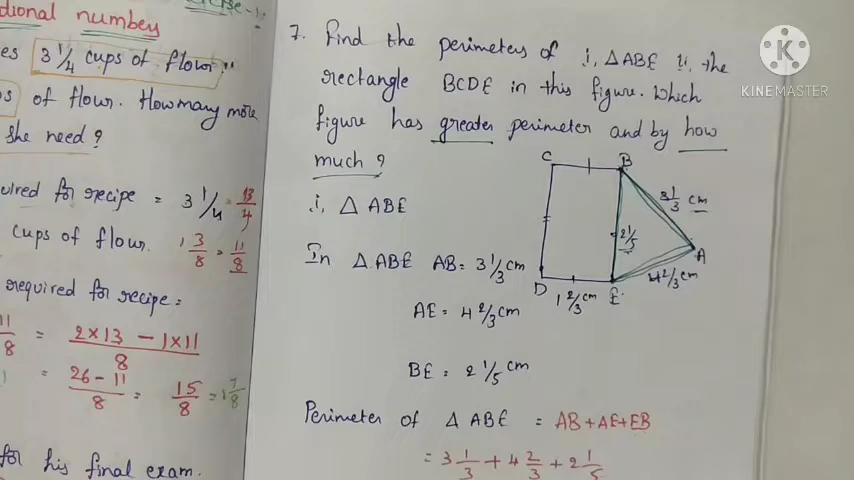 dional numbey
es 3 1/4 cups of flour.
s of flour. How many more
she need?
uired for recipe = 3 1/4 = 13/4
cups of flour. 1 3/8 = 11/8
required for recipe =
11/8 = 2×13 - 1×11 / 8
= 26 - 11 / 8 = 15/8 = 1 7/8
for his final exam.
7. Find the perimeters of i, △ABE ii, the
rectangle BCDE in this figure. Which
figure has greater perimeter and by how
much?
i, △ ABE
In △ ABE AB = 3 1/3 cm
AE = 4 2/3 cm
BE = 2 1/5 cm
C
B
3 1/3 cm
2 1/5
A
4 2/3 cm
D
1 2/3 cm
E
Perimeter of △ ABE = AB + AE + EB
= 3 1/3 + 4 2/3 + 2 1/5
KINEMASTER